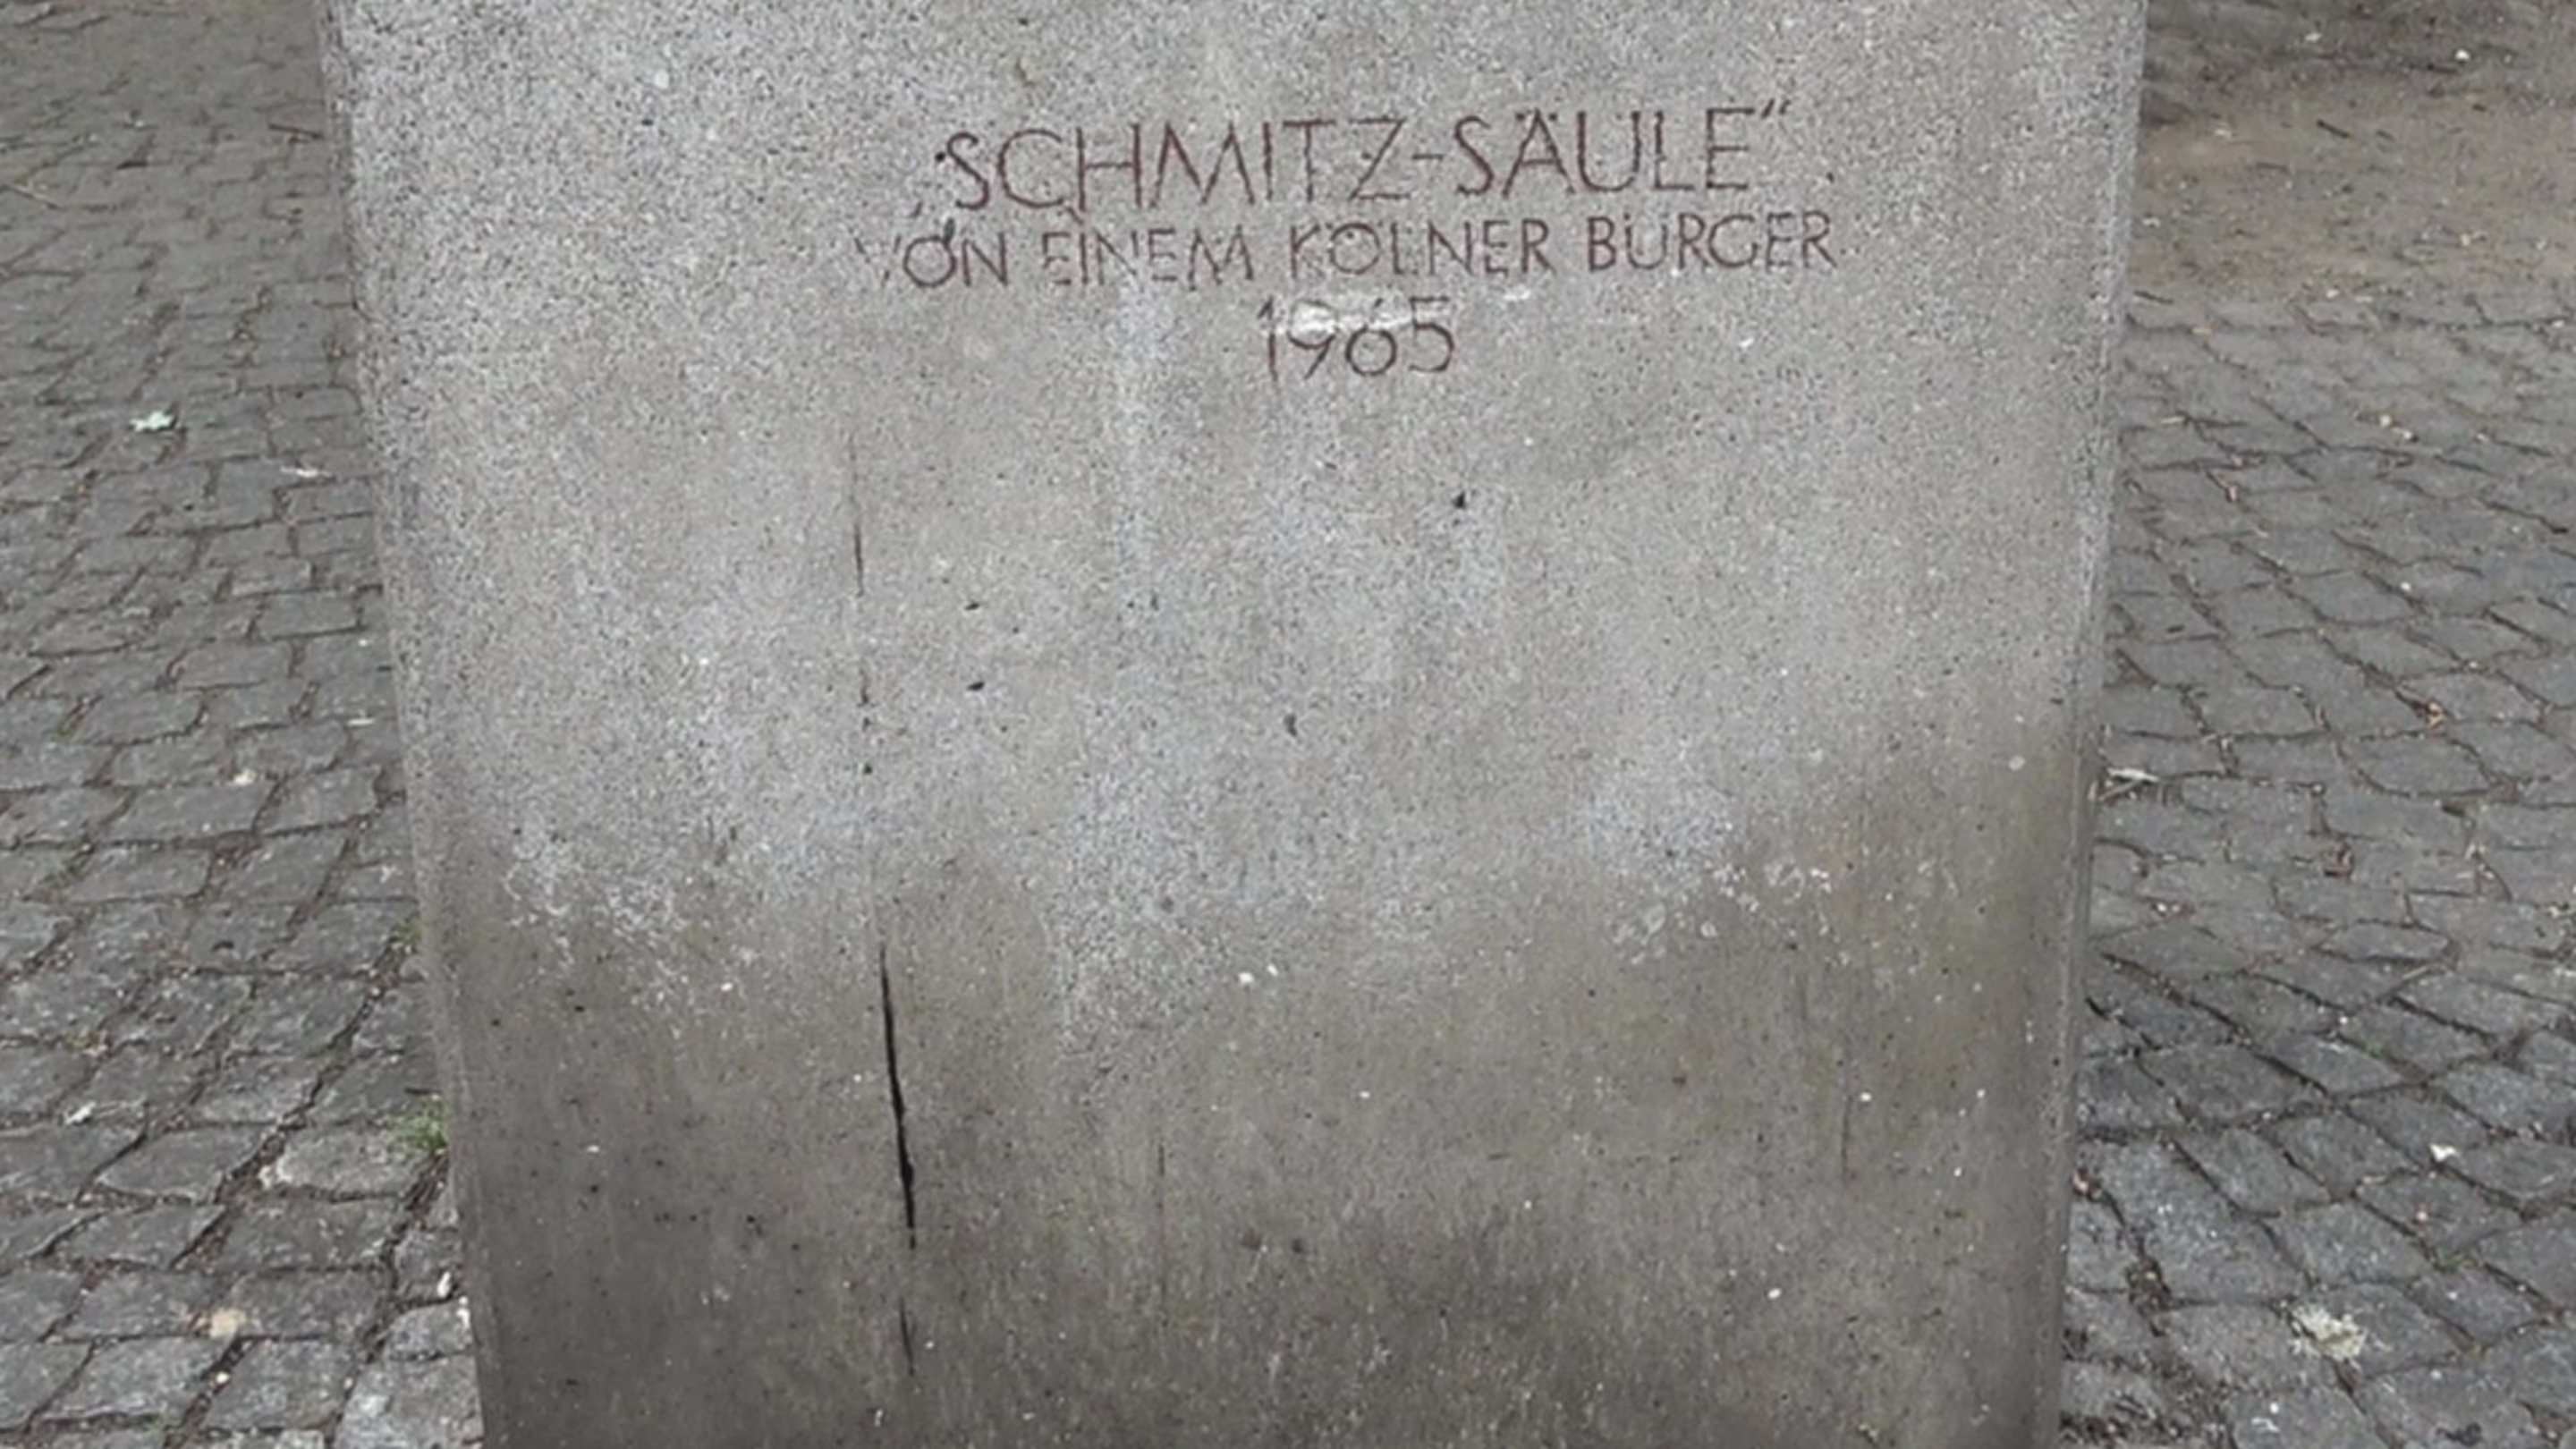 „SCHMITZ-SÄULE“
VON EINEM KÖLNER BÜRGER
1965